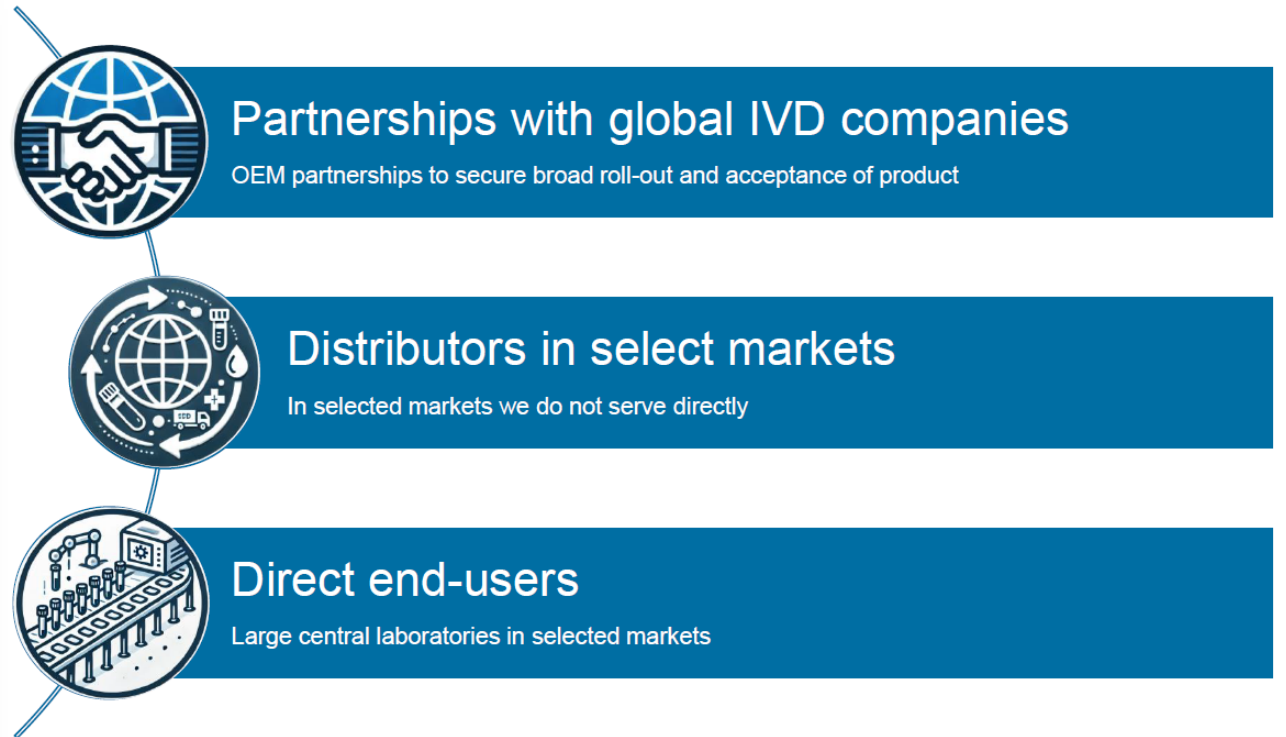 Partnerships with global IVD companies
OEM partnerships to secure broad roll-out and acceptance of product
Distributors in select markets
In selected markets we do not serve directly
Direct end-users
Large central laboratories in selected markets